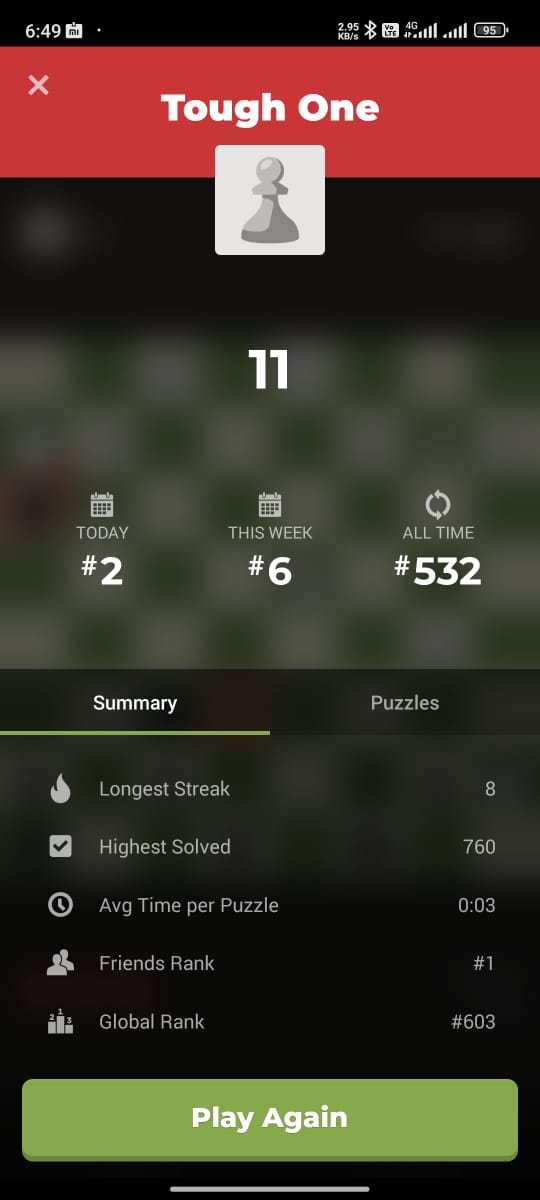 6:49
2.95 KB/s Vo LTE 4G 95
Tough One
11
TODAY THIS WEEK ALL TIME
#2 #6 #532
Summary Puzzles
Longest Streak 8
Highest Solved 760
Avg Time per Puzzle 0:03
Friends Rank #1
Global Rank #603
Play Again